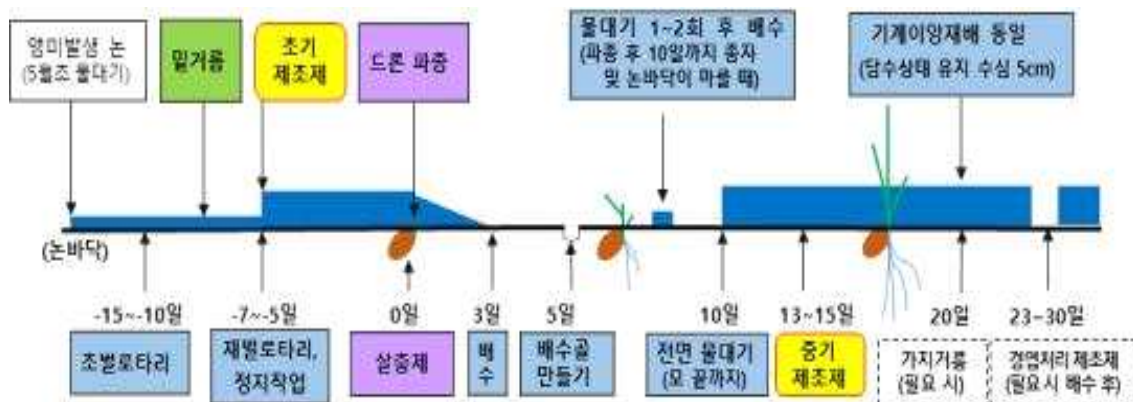 앵미발생 논
(5월초 물대기)
밑거름
초기
제초제
드론 파종
물대기 1~2회 후 배수
(파종 후 10일까지 종자
및 논바닥이 마를 때)
기계이앙재배 동일
(담수상태 유지 수심 5cm)
(논바닥)
-15~-10일
-7~-5일
0일
3일
5일
10일
13~15일
20일
23~30일
초벌로타리
재벌로타리,
정지작업
살충제
배
수
배수골
만들기
전면 물대기
(모 끝까지)
중기
제초제
가지거름
(필요 시)
경엽처리 제초제
(필요시 배수 후)